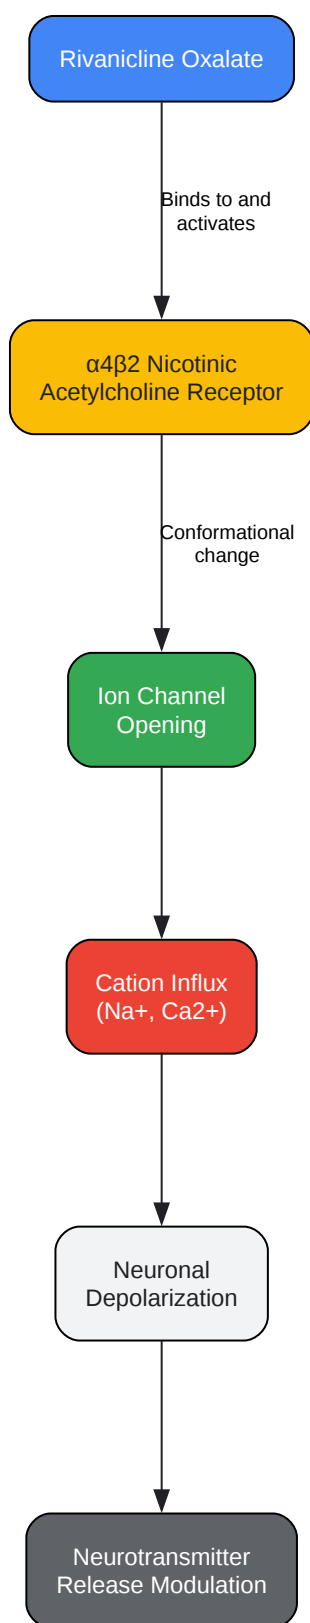 Rivanicline Oxalate
Binds to and
activates
α4β2 Nicotinic
Acetylcholine Receptor
Conformational
change
Ion Channel
Opening
Cation Influx
(Na+, Ca2+)
Neuronal
Depolarization
Neurotransmitter
Release Modulation